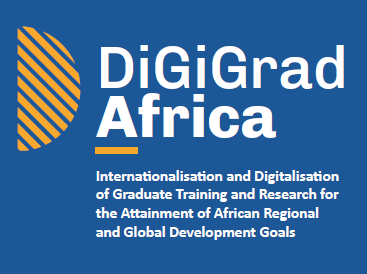 DiGiGrad
Africa
Internationalisation and Digitalisation
of Graduate Training and Research for
the Attainment of African Regional
and Global Development Goals